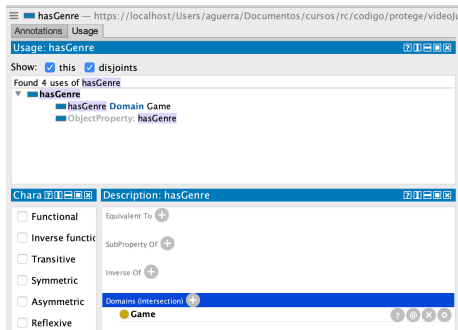 hasGenre — https://localhost/Users/aguerra/Documentos/cursos/rc/codigo/protege/videoJu
Annotations Usage
Usage: hasGenre
Show: this disjoints
Found 4 uses of hasGenre
hasGenre
hasGenre Domain Game
ObjectProperty: hasGenre
Chara
Description: hasGenre
Functional
Inverse functio
Transitive
Symmetric
Asymmetric
Reflexive
Equivalent To
SubProperty Of
Inverse Of
Domains (intersection)
Game